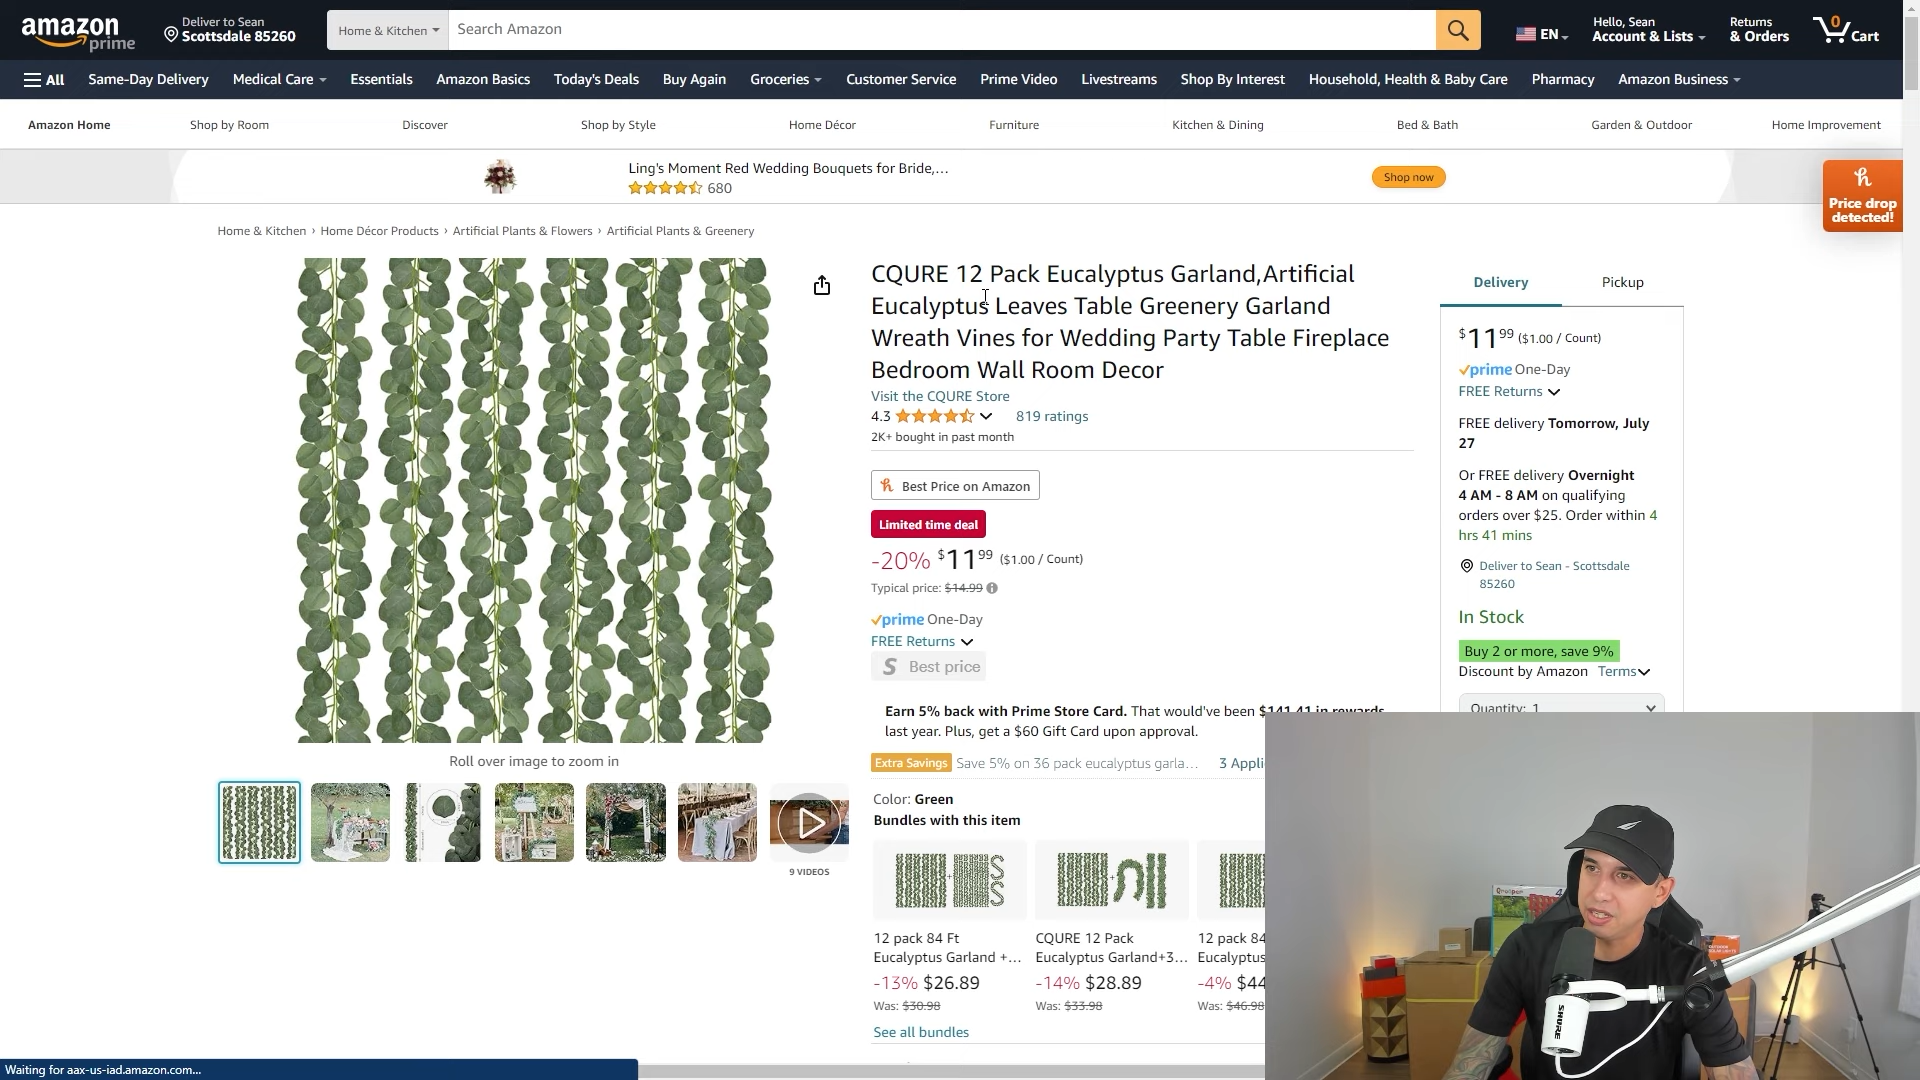 amazon
prime
Deliver to Sean
Scottsdale 85260
Home & Kitchen
Search Amazon
EN
Hello, Sean
Account & Lists
Returns
& Orders
0
Cart
All
Same-Day Delivery
Medical Care
Essentials
Amazon Basics
Today's Deals
Buy Again
Groceries
Customer Service
Prime Video
Livestreams
Shop By Interest
Household, Health & Baby Care
Pharmacy
Amazon Business
Amazon Home
Shop by Room
Discover
Shop by Style
Home Décor
Furniture
Kitchen & Dining
Bed & Bath
Garden & Outdoor
Home Improvement
Ling's Moment Red Wedding Bouquets for Bride,...
680
Shop now
Price drop
detected!
Home & Kitchen › Home Décor Products › Artificial Plants & Flowers › Artificial Plants & Greenery
CQURE 12 Pack Eucalyptus Garland,Artificial
Eucalyptus Leaves Table Greenery Garland
Wreath Vines for Wedding Party Table Fireplace
Bedroom Wall Room Decor
Visit the CQURE Store
4.3
819 ratings
2K+ bought in past month
Best Price on Amazon
Limited time deal
-20% $11 99 ($1.00 / Count)
Typical price: $14.99
prime One-Day
FREE Returns
S Best price
Earn 5% back with Prime Store Card. That would've been $141.41 in rewards
last year. Plus, get a $60 Gift Card upon approval.
Extra Savings Save 5% on 36 pack eucalyptus garla... 3 Appli
Color: Green
Bundles with this item
12 pack 84 Ft
Eucalyptus Garland +...
-13% $26.89
Was: $30.98
CQURE 12 Pack
Eucalyptus Garland+3...
-14% $28.89
Was: $33.98
12 pack 84
Eucalyptus
-4% $44
Was: $46.98
See all bundles
Roll over image to zoom in
9 VIDEOS
Delivery
Pickup
$11 99 ($1.00 / Count)
prime One-Day
FREE Returns
FREE delivery Tomorrow, July
27
Or FREE delivery Overnight
4 AM - 8 AM on qualifying
orders over $25. Order within 4
hrs 41 mins
Deliver to Sean - Scottsdale
85260
In Stock
Buy 2 or more, save 9%
Discount by Amazon Terms
Quantity: 1
SHURE
Waiting for aax-us-iad.amazon.com...